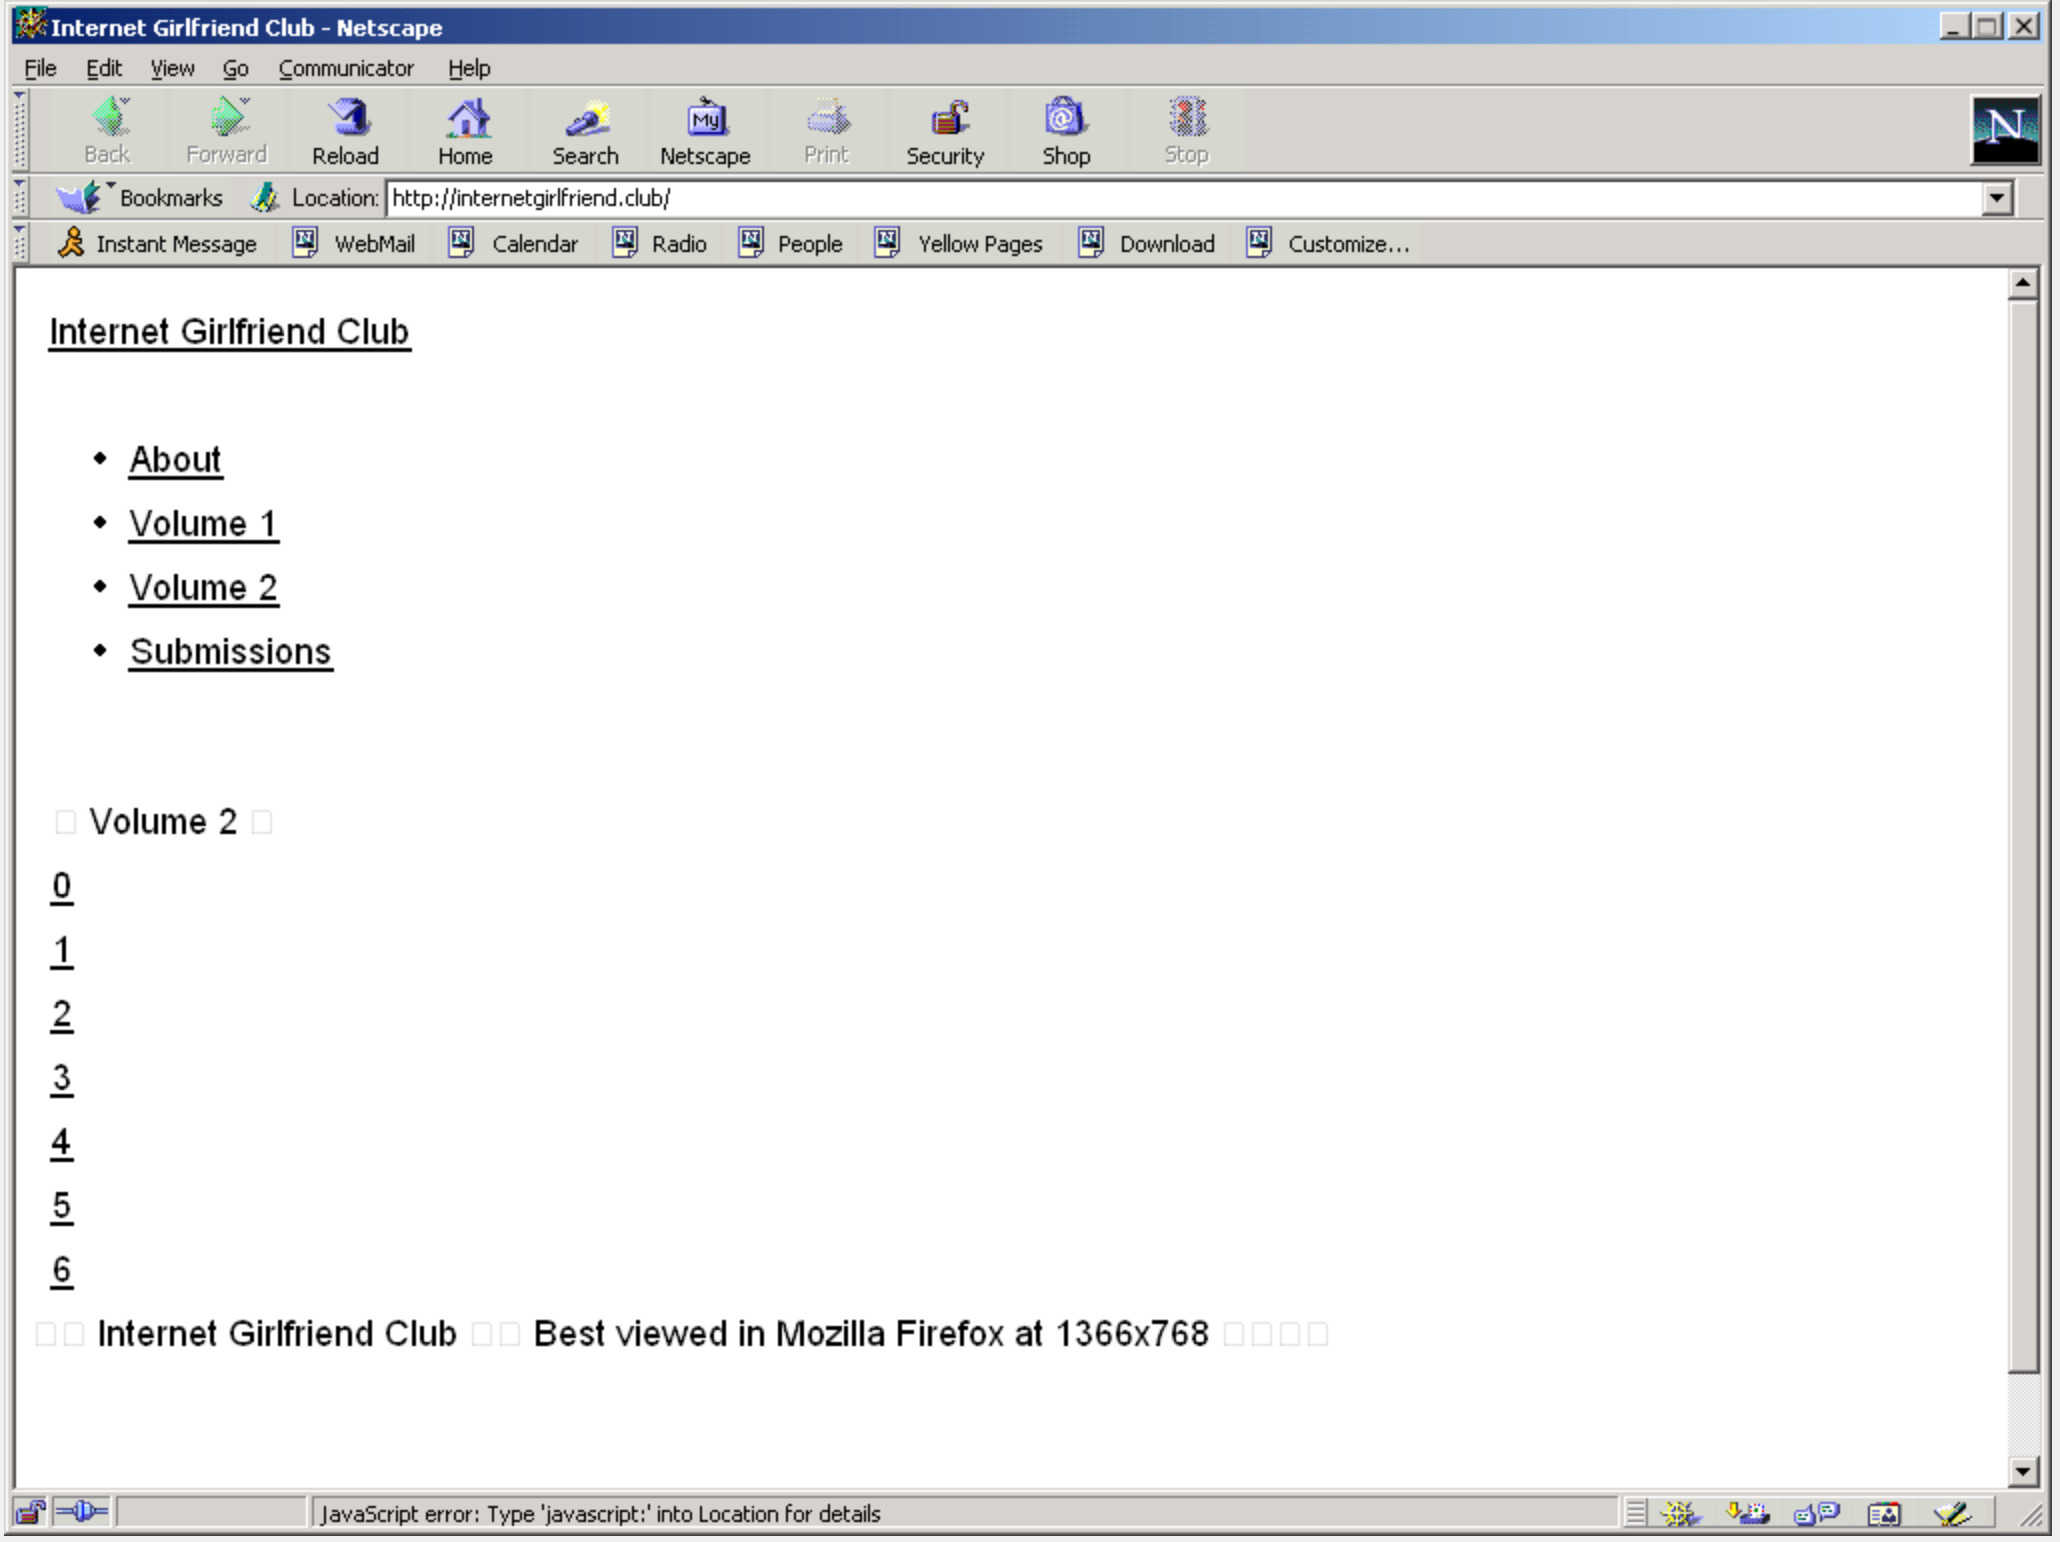 Internet Girlfriend Club - Netscape
File Edit View Go Communicator Help
My N
Back Forward Reload Home Search Netscape Print Security Shop Stop
Bookmarks Location: http://internetgirlfriend.club/
Instant Message WebMail Calendar Radio People Yellow Pages Download Customize...
Internet Girlfriend Club
• About
• Volume 1
• Volume 2
• Submissions
□ Volume 2 □
0
1
2
3
4
5
6
□□ Internet Girlfriend Club □□ Best viewed in Mozilla Firefox at 1366x768 □□□□
JavaScript error: Type 'javascript:' into Location for details